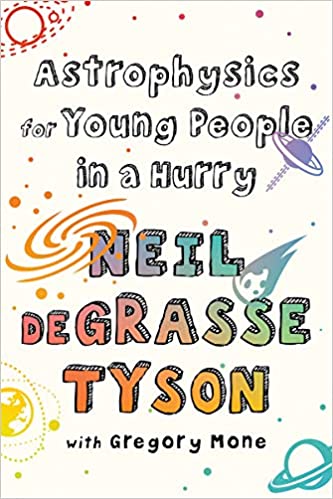 Astrophysics
for Young People
in a Hurry
NEIL
DEGRASSE
TYSON
with Gregory Mone